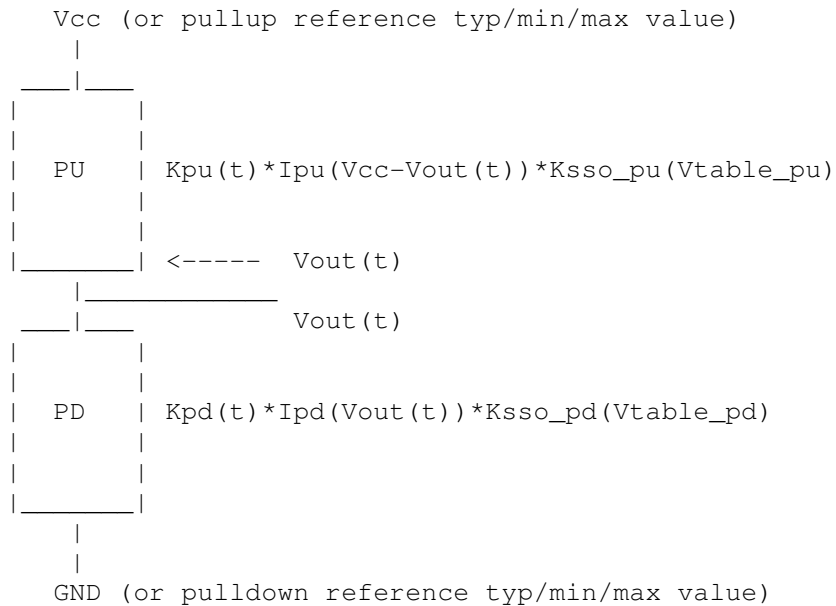 Vcc (or pullup reference typ/min/max value)
PU Kpu(t)*Ipu(Vcc-Vout(t))*Ksso_pu(Vtable_pu)
<----- Vout(t)
Vout(t)
PD Kpd(t)*Ipd(Vout(t))*Ksso_pd(Vtable_pd)
GND (or pulldown reference typ/min/max value)